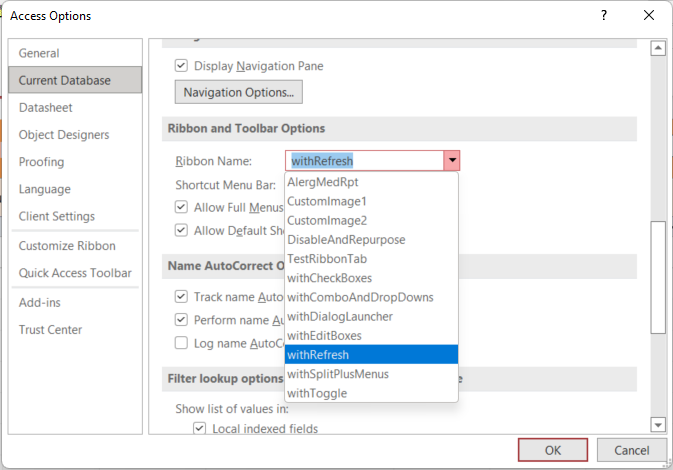 Access Options
?
General
Current Database
Datasheet
Object Designers
Proofing
Language
Client Settings
Customize Ribbon
Quick Access Toolbar
Add-ins
Trust Center
Display Navigation Pane
Navigation Options...
Ribbon and Toolbar Options
Ribbon Name:
withRefresh
Shortcut Menu Bar:
Allow Full Menus
Allow Default Sh
AlergMedRpt
CustomImage1
CustomImage2
DisableAndRepurpose
TestRibbonTab
withCheckBoxes
withComboAndDropDowns
withDialogLauncher
withEditBoxes
withRefresh
withSplitPlusMenus
withToggle
Name AutoCorrect O
Track name Auto
Perform name Au
Log name AutoCo
Filter lookup options
e
Show list of values in:
Local indexed fields
OK
Cancel